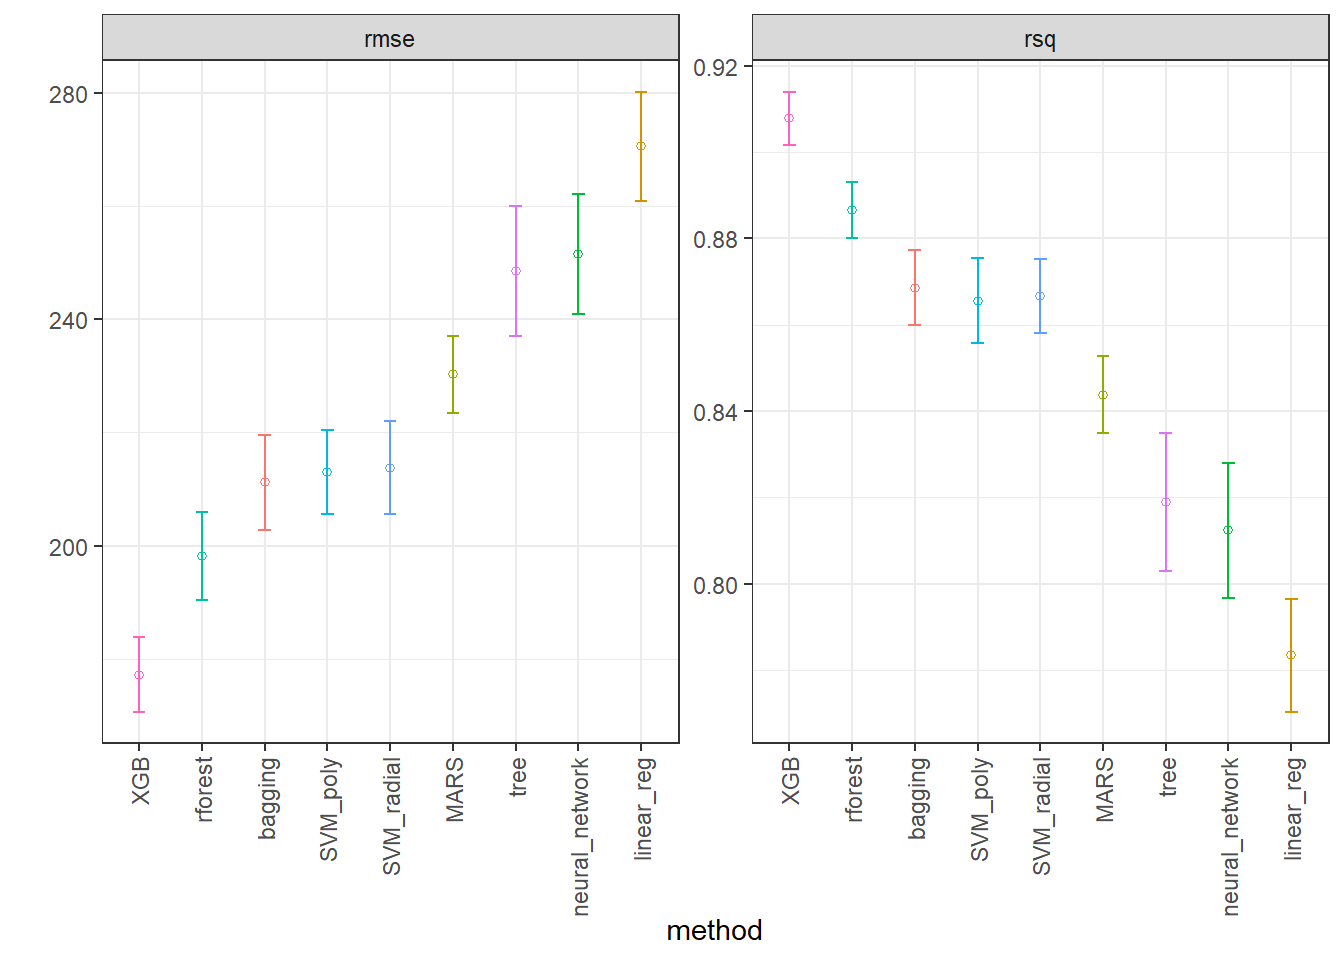 rmse
rsq
280
240
200
0.92
0.88
0.84
0.80
XGB
rforest
bagging
SVM_poly
SVM_radial
MARS
tree
neural_network
linear_reg
XGB
rforest
bagging
SVM_poly
SVM_radial
MARS
tree
neural_network
linear_reg
method